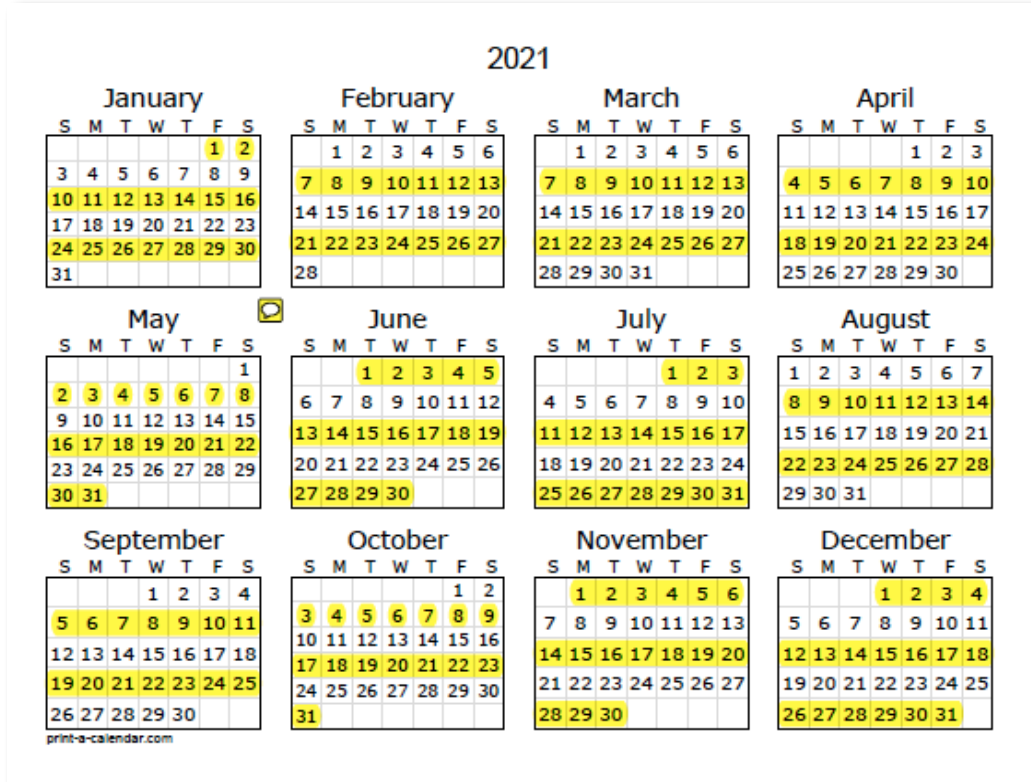 2021
January February March April
S M T W T F S S M T W T F S S M T W T F S S M T W T F S
1 2 1 2 3 4 5 6 1 2 3 4 5 6 1 2 3
3 4 5 6 7 8 9 7 8 9 10 11 12 13 7 8 9 10 11 12 13 4 5 6 7 8 9 10
10 11 12 13 14 15 16 14 15 16 17 18 19 20 14 15 16 17 18 19 20 11 12 13 14 15 16 17
17 18 19 20 21 22 23 21 22 23 24 25 26 27 21 22 23 24 25 26 27 18 19 20 21 22 23 24
24 25 26 27 28 29 30 28 28 29 30 31 25 26 27 28 29 30
31
May June July August
S M T W T F S S M T W T F S S M T W T F S S M T W T F S
1 1 2 3 4 5 1 2 3 1 2 3 4 5 6 7
2 3 4 5 6 7 8 6 7 8 9 10 11 12 4 5 6 7 8 9 10 8 9 10 11 12 13 14
9 10 11 12 13 14 15 13 14 15 16 17 18 19 11 12 13 14 15 16 17 15 16 17 18 19 20 21
16 17 18 19 20 21 22 20 21 22 23 24 25 26 18 19 20 21 22 23 24 22 23 24 25 26 27 28
23 24 25 26 27 28 29 27 28 29 30 25 26 27 28 29 30 31 29 30 31
30 31
September October November December
S M T W T F S S M T W T F S S M T W T F S S M T W T F S
1 2 3 4 1 2 1 2 3 4 5 6 1 2 3 4
5 6 7 8 9 10 11 3 4 5 6 7 8 9 7 8 9 10 11 12 13 5 6 7 8 9 10 11
12 13 14 15 16 17 18 10 11 12 13 14 15 16 14 15 16 17 18 19 20 12 13 14 15 16 17 18
19 20 21 22 23 24 25 17 18 19 20 21 22 23 21 22 23 24 25 26 27 19 20 21 22 23 24 25
26 27 28 29 30 24 25 26 27 28 29 30 28 29 30 26 27 28 29 30 31
31
print-a-calendar.com